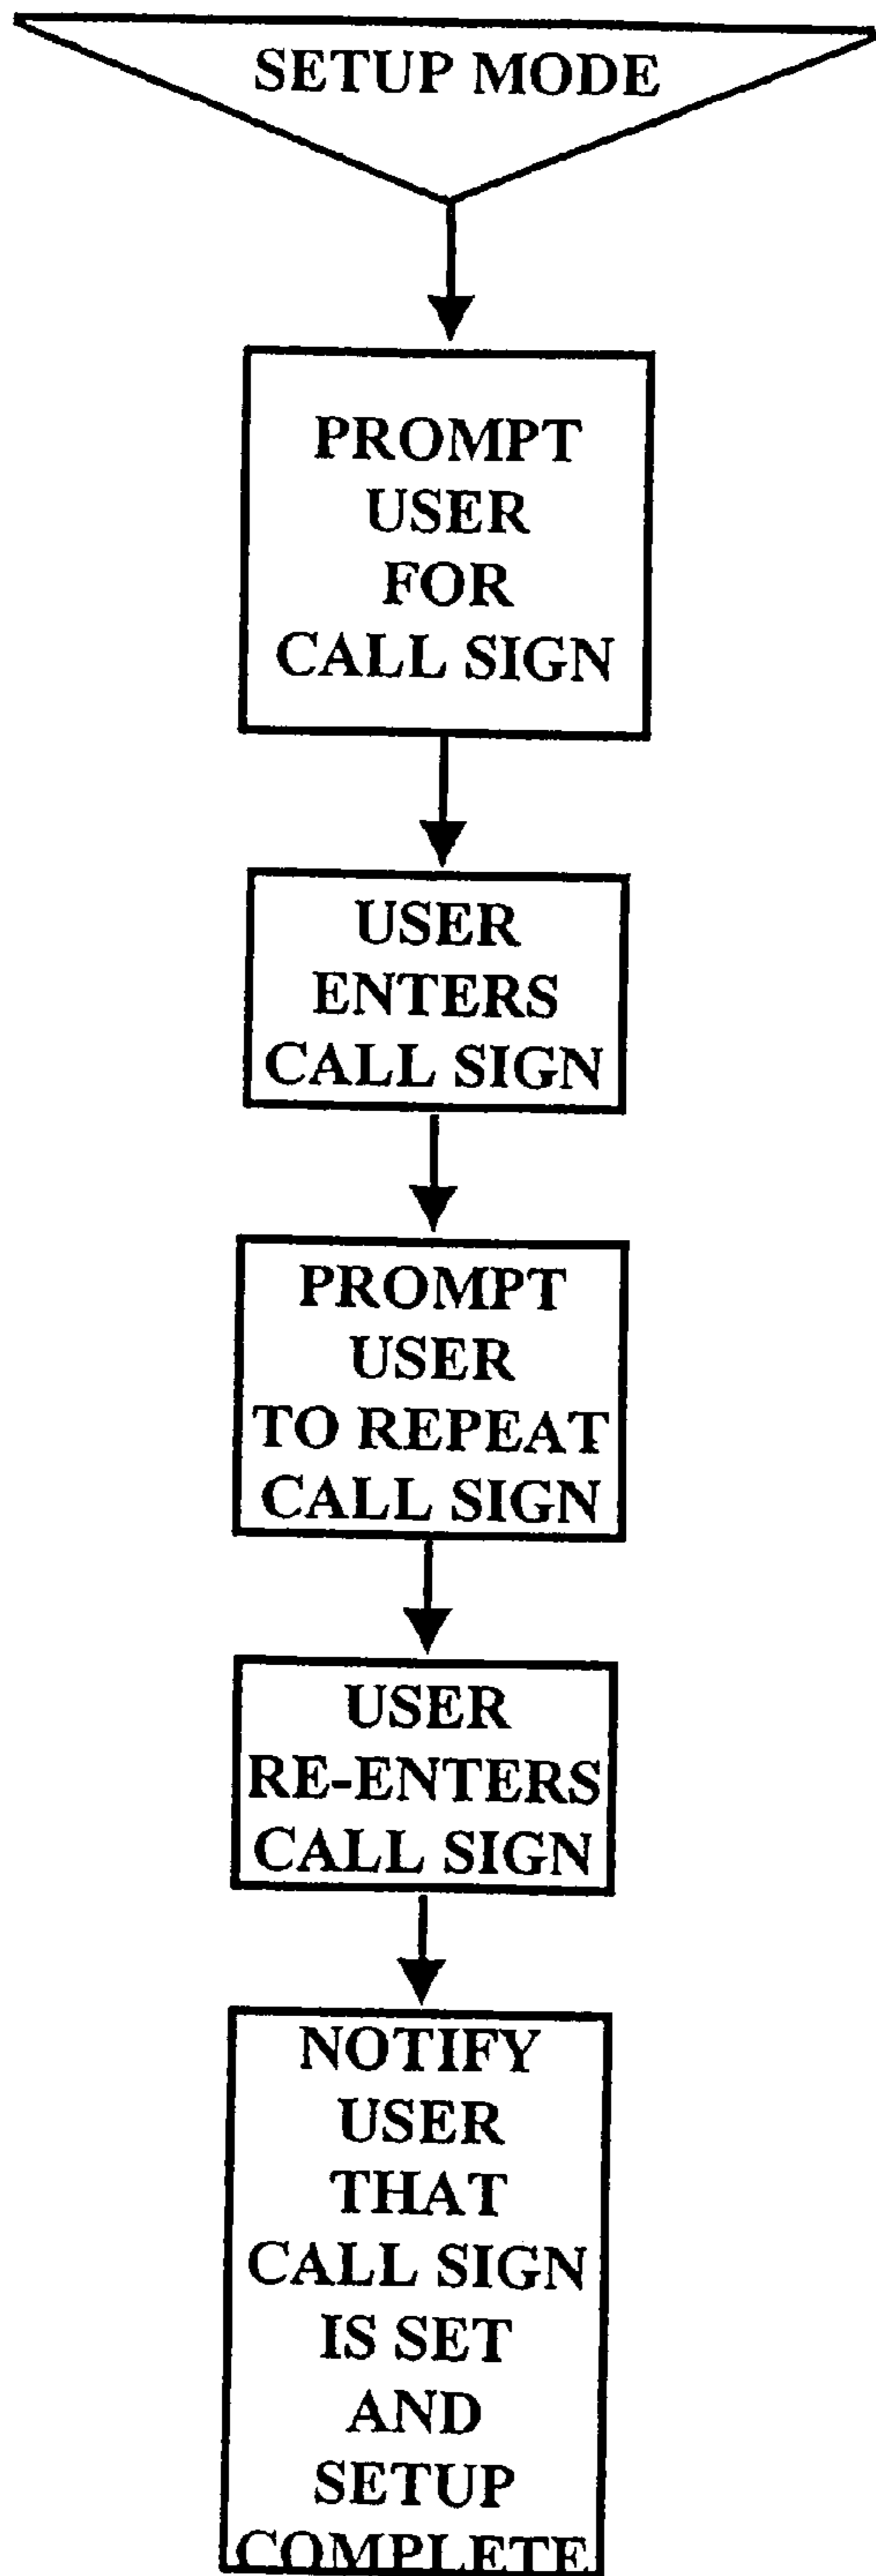 SETUP MODE
PROMPT
USER
FOR
CALL SIGN
USER
ENTERS
CALL SIGN
PROMPT
USER
TO REPEAT
CALL SIGN
USER
RE-ENTERS
CALL SIGN
NOTIFY
USER
THAT
CALL SIGN
IS SET
AND
SETUP
COMPLETE